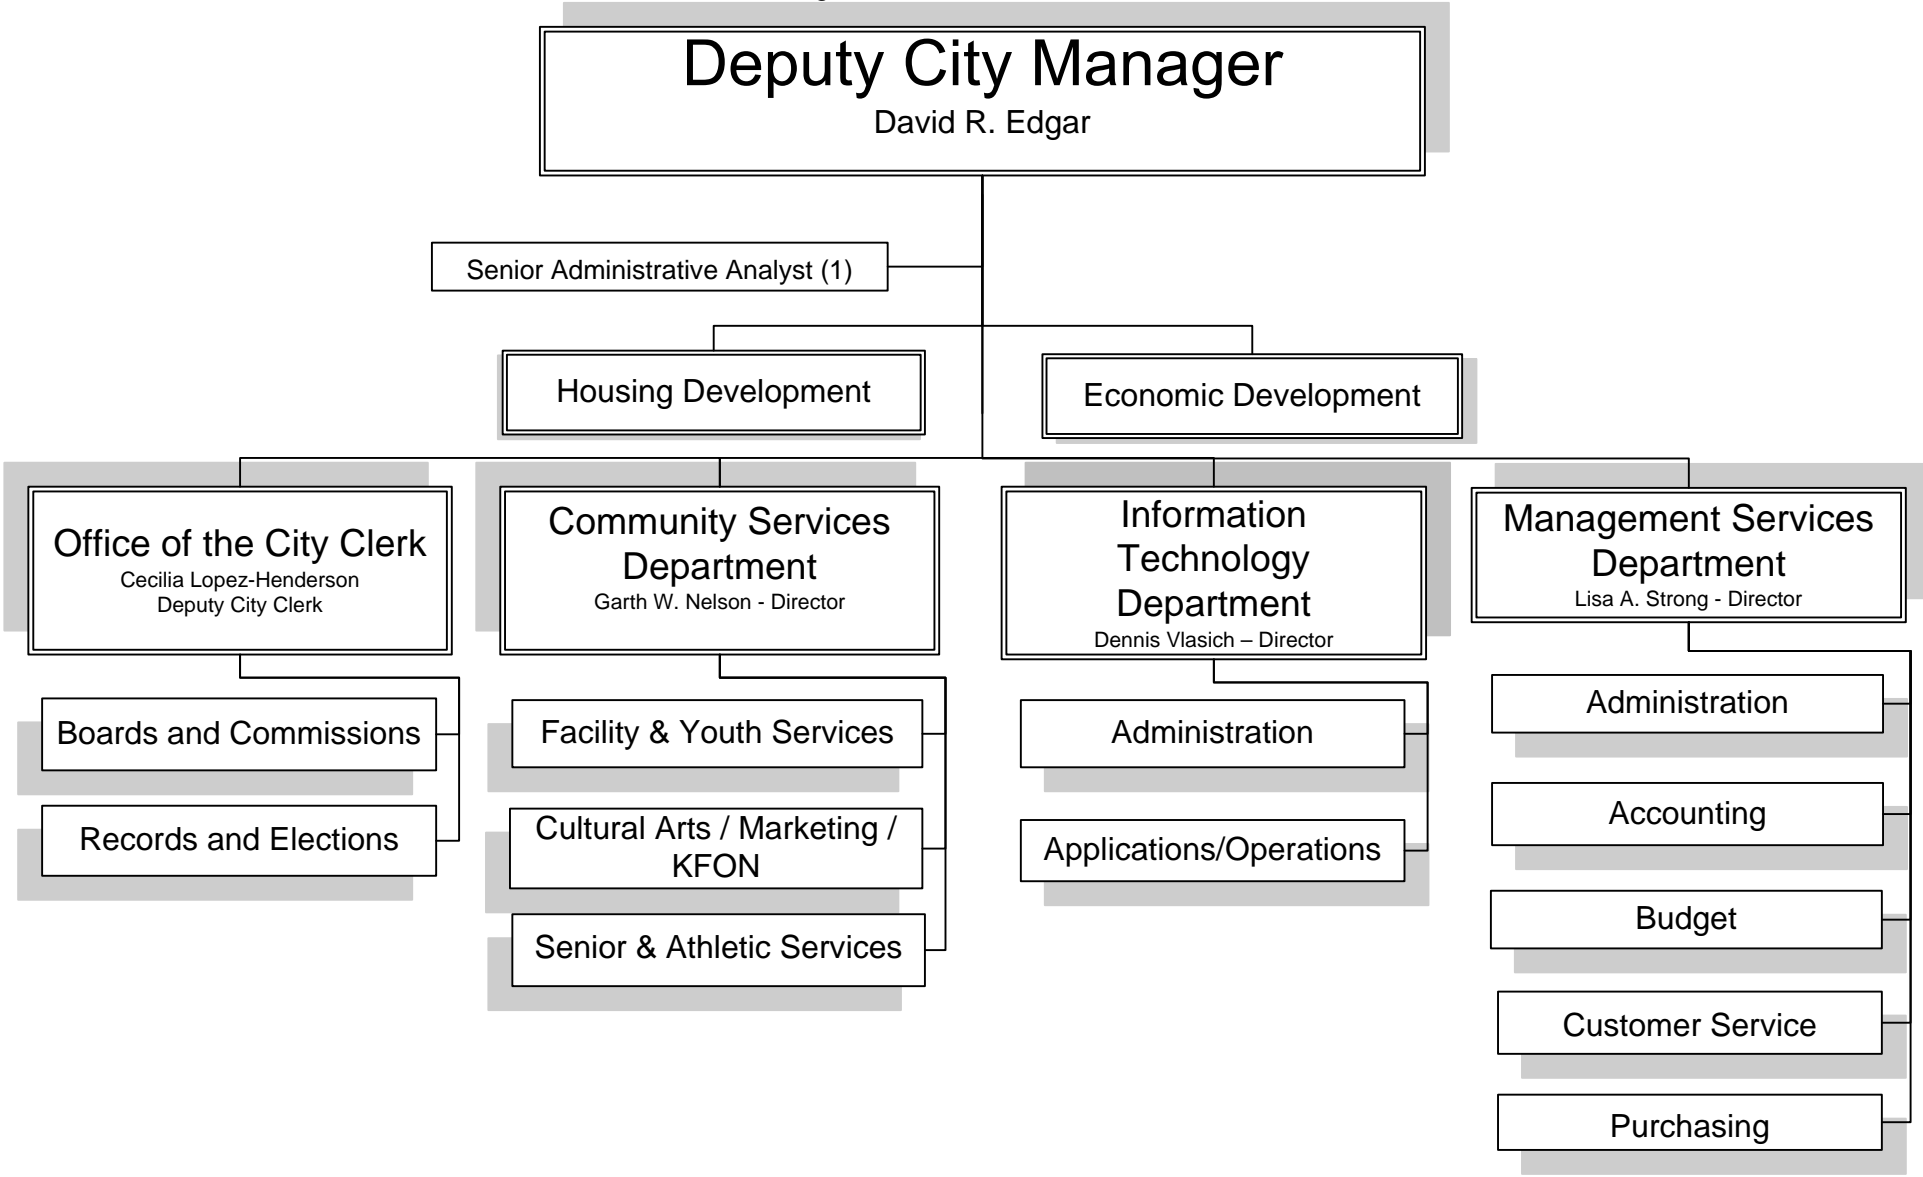 Deputy City Manager
David R. Edgar
Senior Administrative Analyst (1)
Housing Development
Economic Development
Office of the City Clerk
Cecilia Lopez-Henderson
Deputy City Clerk
Community Services
Department
Garth W. Nelson - Director
Information
Technology
Department
Dennis Vlasich – Director
Management Services
Department
Lisa A. Strong - Director
Boards and Commissions
Records and Elections
Facility & Youth Services
Cultural Arts / Marketing /
KFON
Senior & Athletic Services
Administration
Applications/Operations
Administration
Accounting
Budget
Customer Service
Purchasing